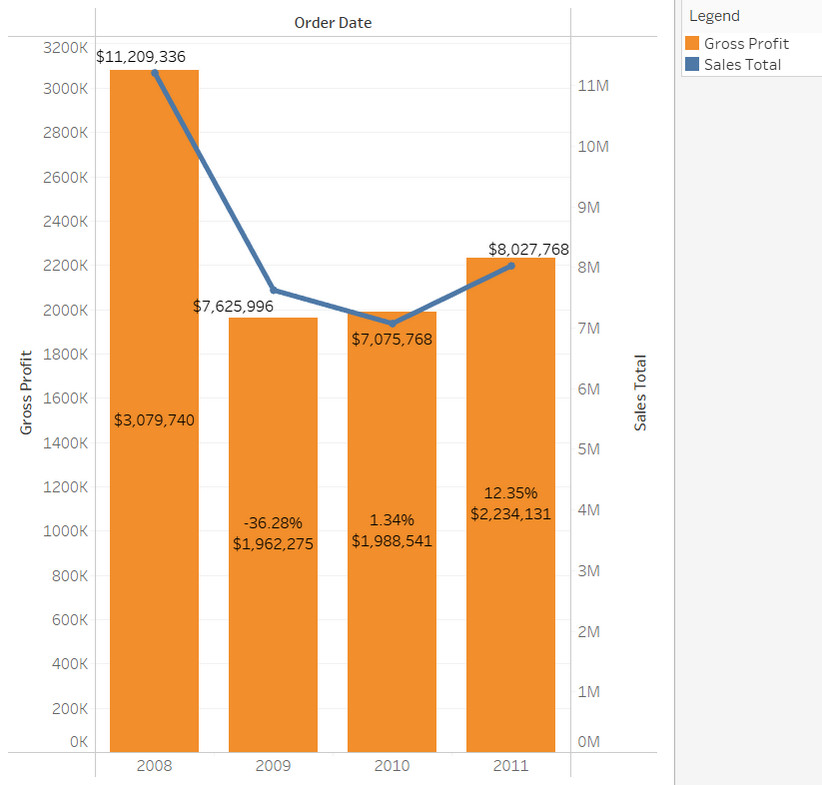 Order Date
Legend
Gross Profit
Sales Total
3200K
3000K
2800K
2600K
2400K
2200K
2000K
1800K
1600K
1400K
1200K
1000K
800K
600K
400K
200K
0K
Gross Profit
$11,209,336
$7,625,996
$7,075,768
$8,027,768
$3,079,740
-36.28%
$1,962,275
1.34%
$1,988,541
12.35%
$2,234,131
11M
10M
9M
8M
7M
6M
5M
4M
3M
2M
1M
0M
Sales Total
2008 2009 2010 2011